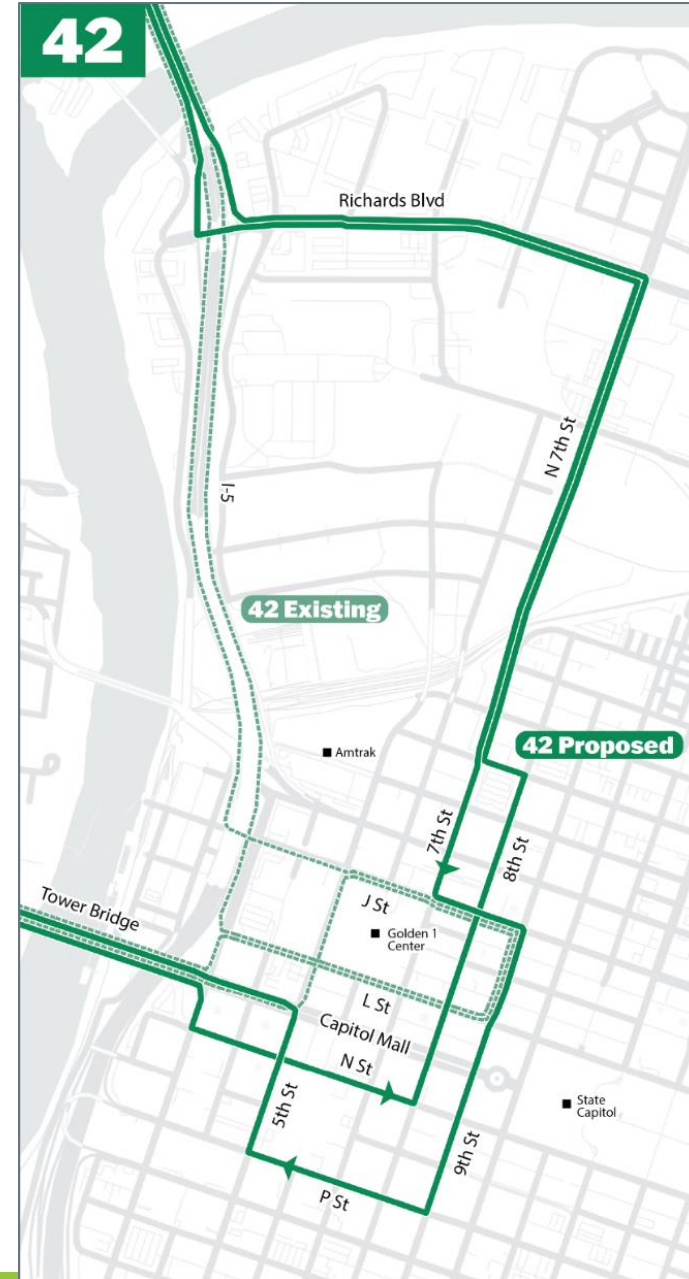 42
Richards Blvd
N 7th St
I-5
42 Existing
Amtrak
42 Proposed
7th St
8th St
Tower Bridge
J St
Golden 1
Center
L St
Capitol Mall
N St
State
Capitol
5th St
9th St
P St